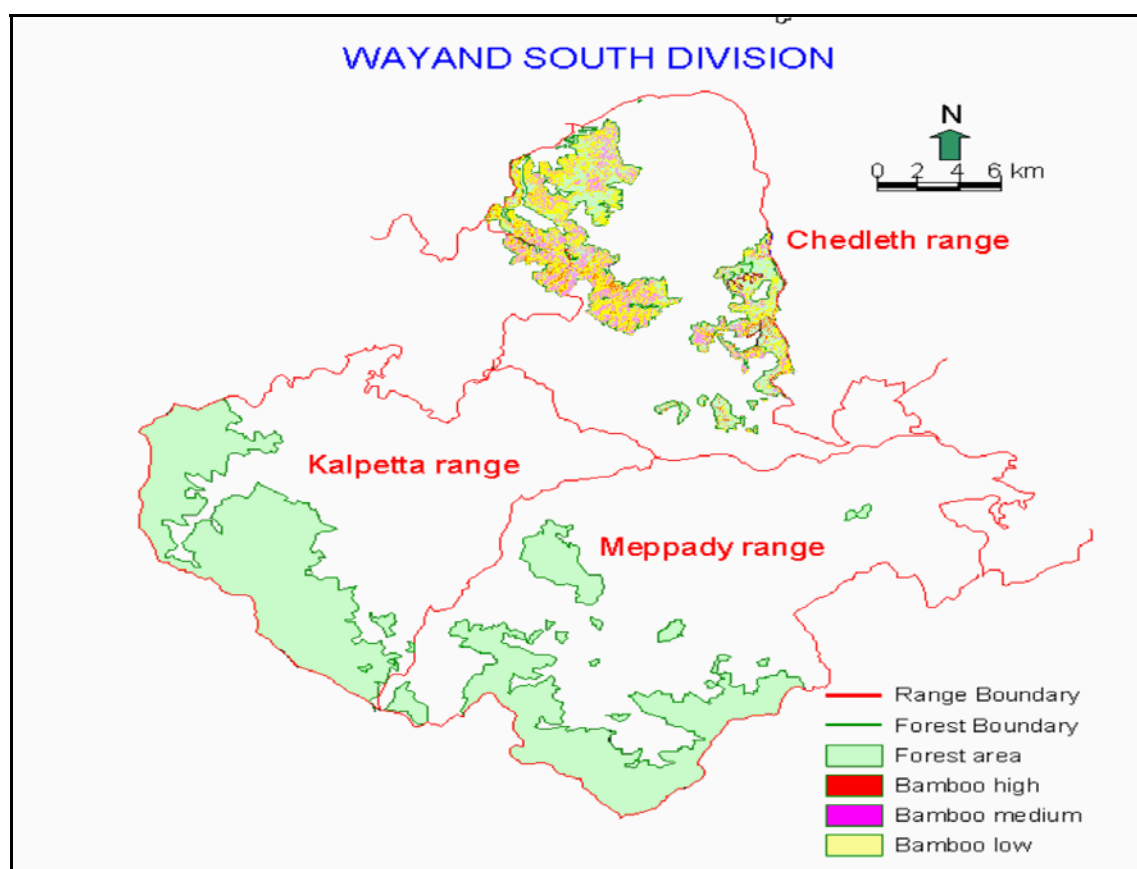 WAYAND SOUTH DIVISION
N
0 2 4 6 km
Chedleth range
Kalpetta range
Meppady range
Range Boundary
Forest Boundary
Forest area
Bamboo high
Bamboo medium
Bamboo low